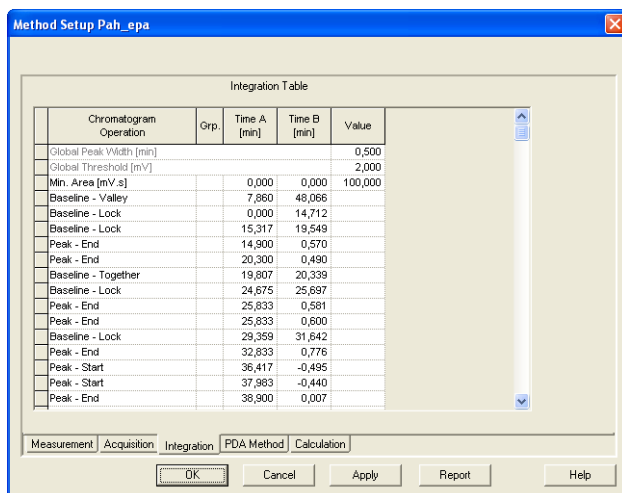 Method Setup Pah_epa
Integration Table
Chromatogram Operation Grp. Time A [min] Time B [min] Value
Global Peak Width [min] 0,500
Global Threshold [mV] 2,000
Min. Area [mV.s] 0,000 0,000 100,000
Baseline - Valley 7,860 48,066
Baseline - Lock 0,000 14,712
Baseline - Lock 15,317 19,549
Peak - End 14,900 0,570
Peak - End 20,300 0,490
Baseline - Together 19,807 20,339
Baseline - Lock 24,675 25,697
Peak - End 25,833 0,581
Peak - End 25,833 0,600
Baseline - Lock 29,359 31,642
Peak - End 32,833 0,776
Peak - Start 36,417 -0,495
Peak - Start 37,983 -0,440
Peak - End 38,900 0,007
Measurement Acquisition Integration PDA Method Calculation
OK Cancel Apply Report Help